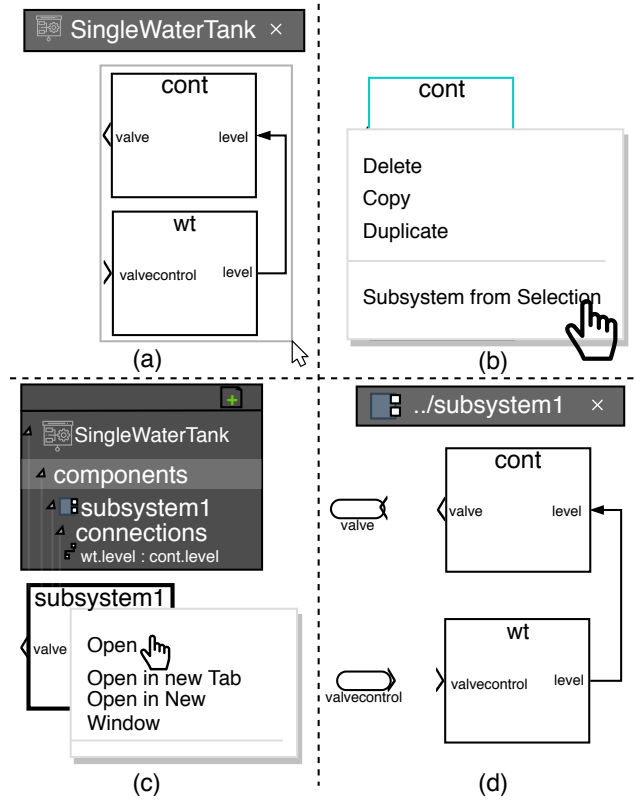 SingleWaterTank ×
cont
valve level
wt
valvecontrol level
(a)
cont
Delete
Copy
Duplicate
Subsystem from Selection
(b)
SingleWaterTank
components
subsystem1
connections
wt.level : cont.level
subsystem1
valve
Open
Open in new Tab
Open in New
Window
(c)
../subsystem1 ×
cont
valve level
valve
wt
valvecontrol level
valvecontrol
(d)